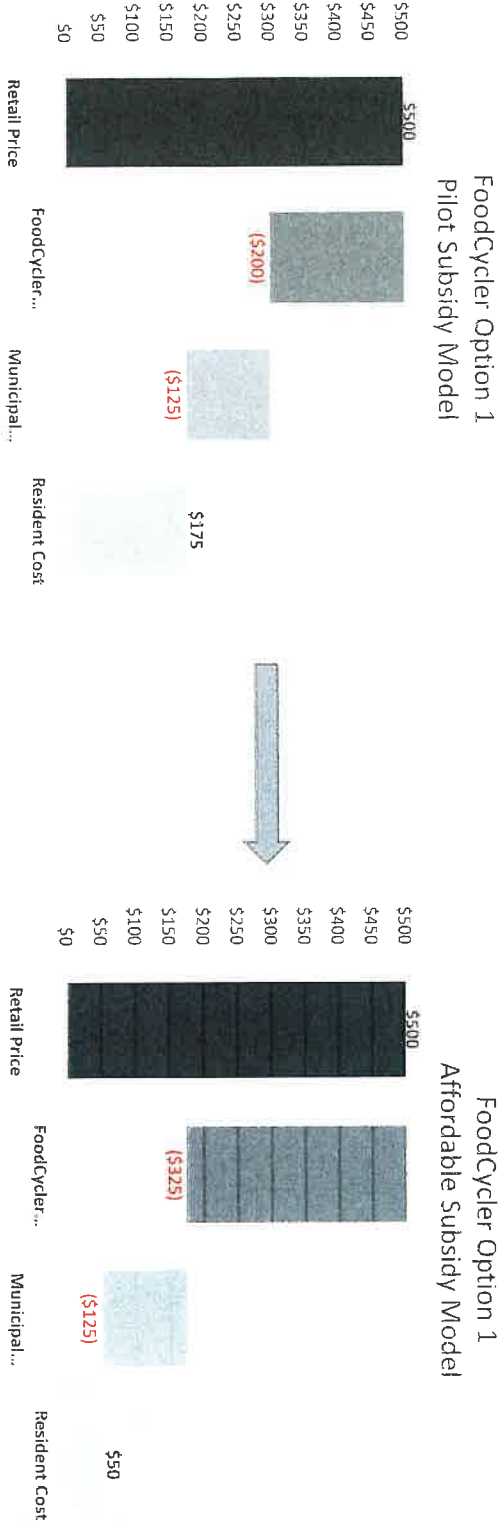 FoodCycler Option 1
Pilot Subsidy Model
$500
$450
$400
$350
$300
$250
$200
$150
$100
$50
$0
$500
($200)
($125)
$175
Retail Price
FoodCycler...
Municipal...
Resident Cost
FoodCycler Option 1
Affordable Subsidy Model
$500
$450
$400
$350
$300
$250
$200
$150
$100
$50
$0
$500
($325)
($125)
$50
Retail Price
FoodCycler...
Municipal...
Resident Cost